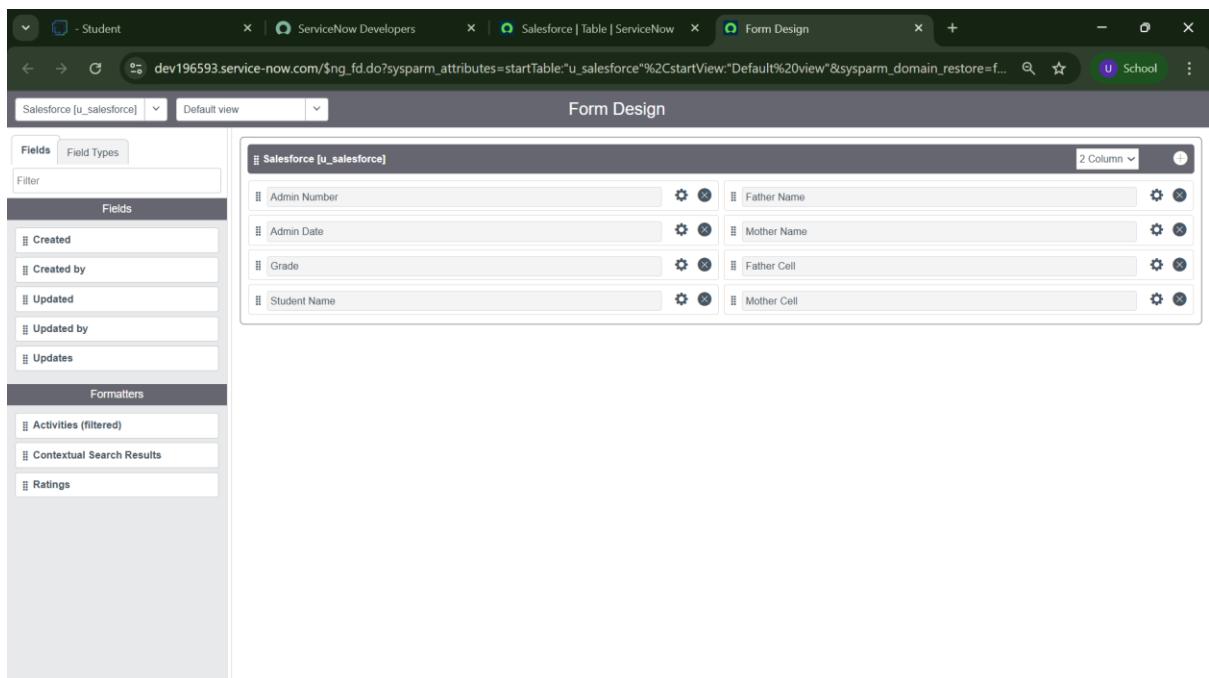 - Student
ServiceNow Developers
Salesforce | Table | ServiceNow
Form Design
dev196593.service-now.com/$ng_fd.do?sysparm_attributes=startTable:"u_salesforce"%2CstartView:"Default%20view"&sysparm_domain_restore=f...
U School
Salesforce [u_salesforce]
Default view
Form Design
Fields
Field Types
Filter
Fields
Created
Created by
Updated
Updated by
Updates
Formatters
Activities (filtered)
Contextual Search Results
Ratings
Salesforce [u_salesforce]
2 Column
Admin Number
Father Name
Admin Date
Mother Name
Grade
Father Cell
Student Name
Mother Cell